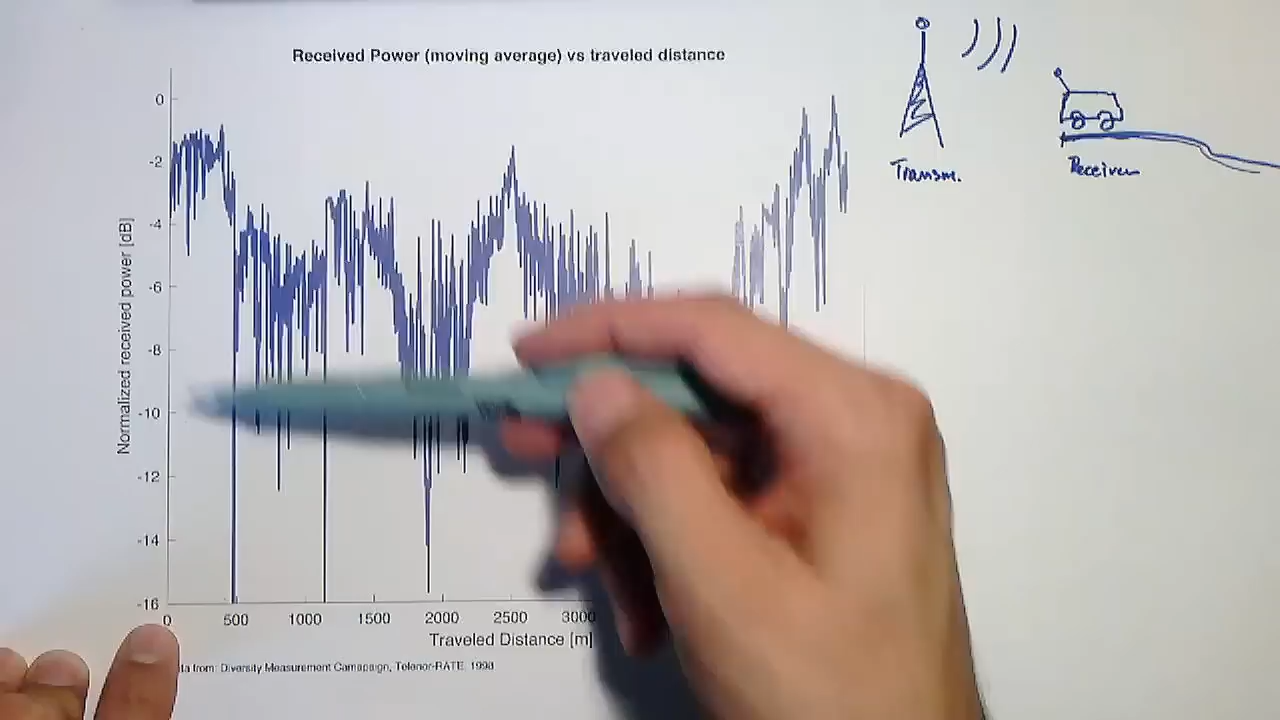 Received Power (moving average) vs traveled distance
Normalized received power [dB]
0
-2
-4
-6
-8
-10
-12
-14
-16
0 500 1000 1500 2000 2500 3000
Traveled Distance [m]
ta from: Diversity Measurement Camapaign, Telenor-RATE, 1998
Transm.
Receiver